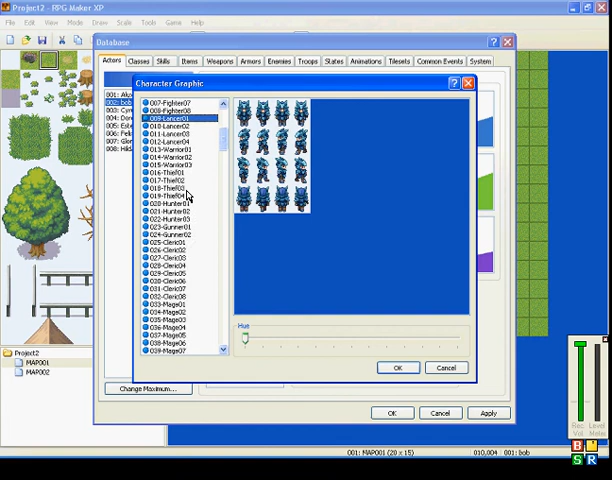 Project2 - RPG Maker XP
File Edit View Mode Draw Scale Tools Game Help
Database
Actors Classes Skills Items Weapons Armors Enemies Troops States Animations Tilesets Common Events System
002: bob
Character Graphic
007-Fighter07
008-Fighter08
009-Lancer01
010-Lancer02
011-Lancer03
012-Lancer04
013-Warrior01
014-Warrior02
015-Warrior03
016-Thief01
017-Thief02
018-Thief03
019-Thief04
020-Hunter01
021-Hunter02
022-Hunter03
023-Gunner01
024-Gunner02
025-Cleric01
026-Cleric02
027-Cleric03
028-Cleric04
029-Cleric05
030-Cleric06
031-Cleric07
032-Cleric08
033-Mage01
034-Mage02
035-Mage03
036-Mage04
037-Mage05
038-Mage06
039-Mage07
Hue
OK Cancel
Change Maximum...
OK Cancel Apply
Project2
MAP001
MAP002
Rec Vol
Level Meter
B
S R
001: MAP001 (20 x 15) 010,004 001: bob